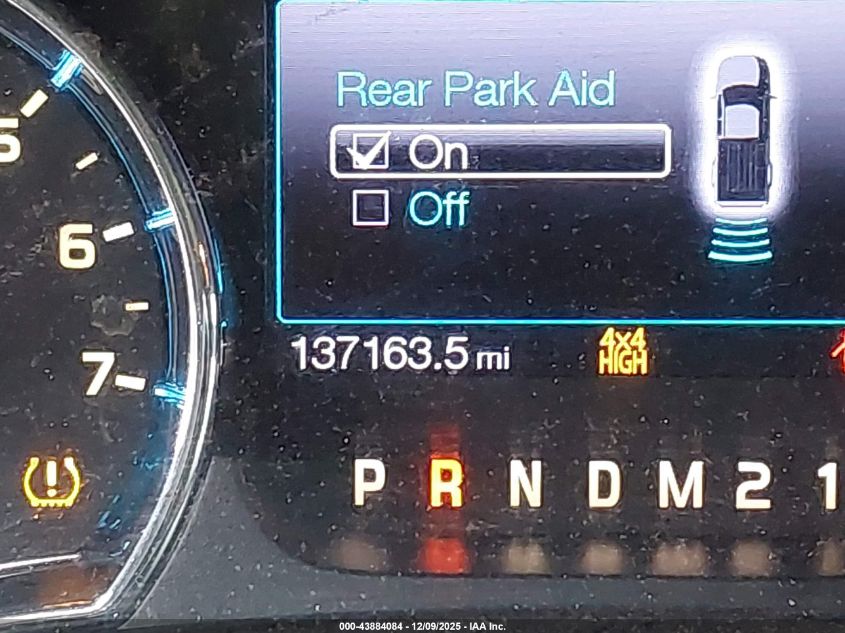 Rear Park Aid
On
Off
5
6
7
137163.5 mi
4x4
HIGH
P R N D M 2 1
000-43884084 - 12/09/2025 - IAA Inc.